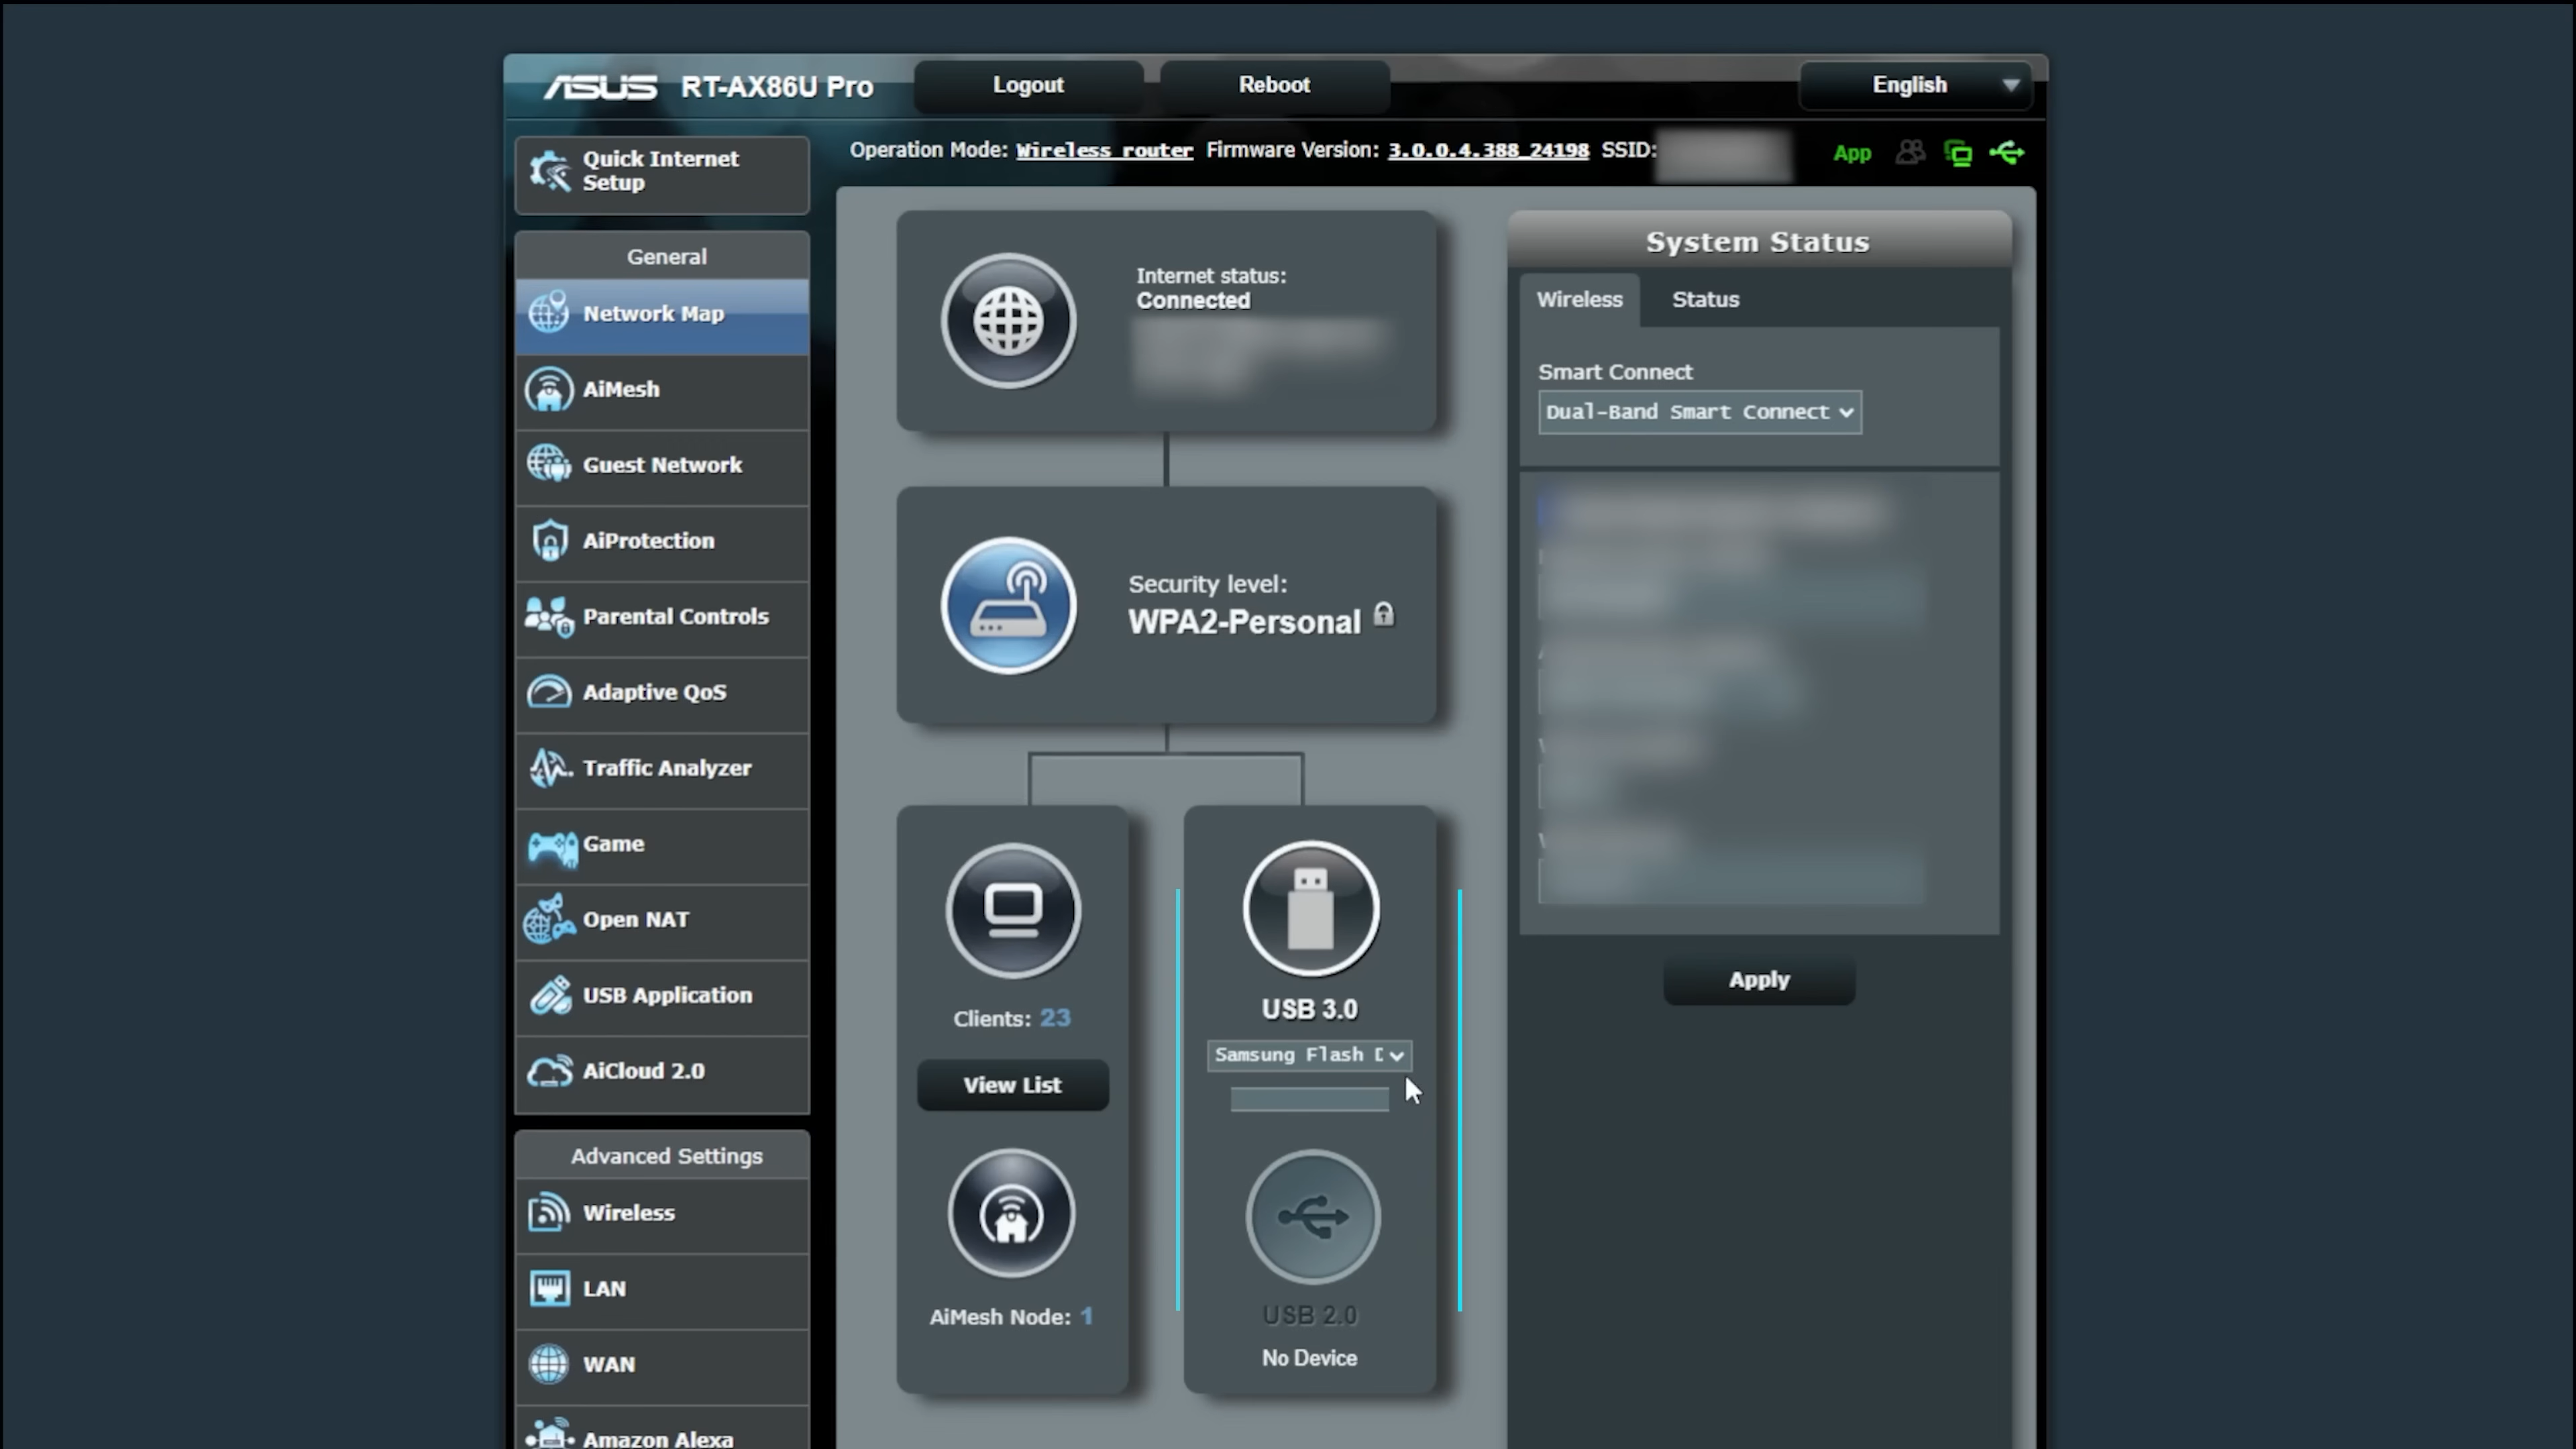 ASUS RT-AX86U Pro Logout Reboot English
Operation Mode: Wireless router Firmware Version: 3.0.0.4.388_24198 SSID: App
Quick Internet
Setup
General
Network Map
AiMesh
Guest Network
AiProtection
Parental Controls
Adaptive QoS
Traffic Analyzer
Game
Open NAT
USB Application
AiCloud 2.0
Advanced Settings
Wireless
LAN
WAN
Amazon Alexa
Internet status:
Connected
Security level:
WPA2-Personal
Clients: 23
View List
AiMesh Node: 1
USB 3.0
Samsung Flash
USB 2.0
No Device
System Status
Wireless Status
Smart Connect
Dual-Band Smart Connect
Apply